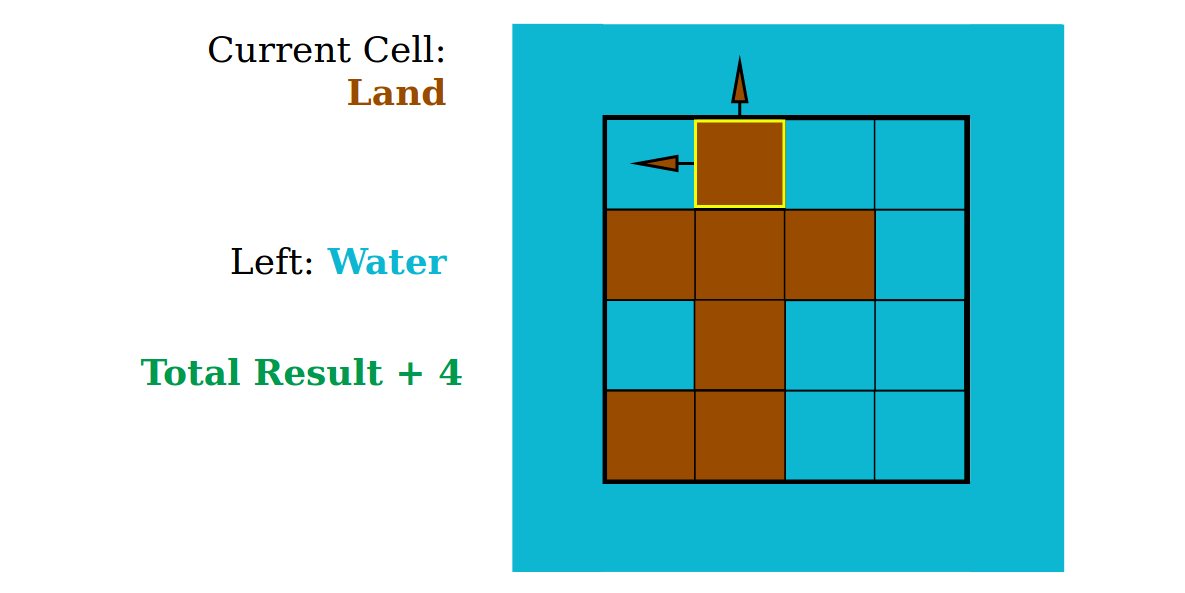 Current Cell:
Land
Left: Water
Total Result + 4